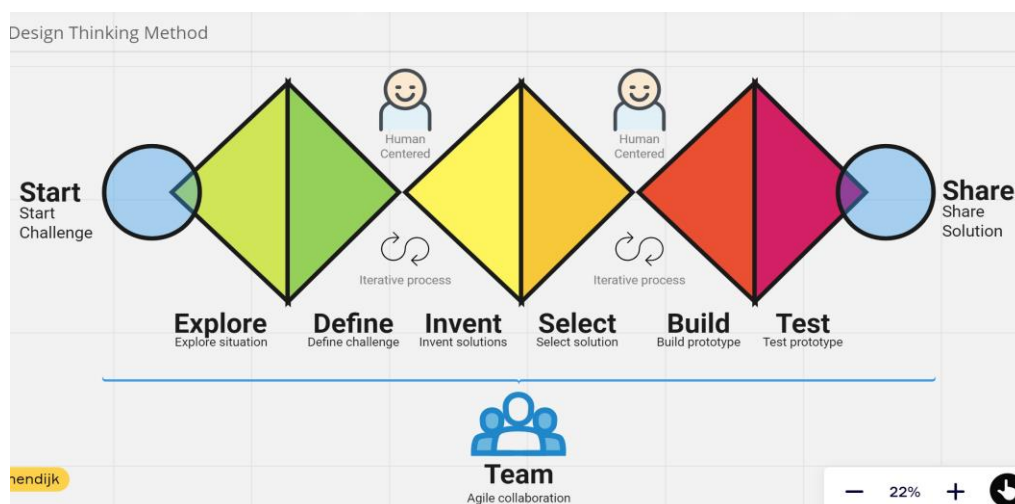 Design Thinking Method
Human
Centered
Human
Centered
Start
Start
Challenge
Share
Share
Solution
Iterative process
Iterative process
Explore
Explore situation
Define
Define challenge
Invent
Invent solutions
Select
Select solution
Build
Build prototype
Test
Test prototype
Team
Agile collaboration
22%